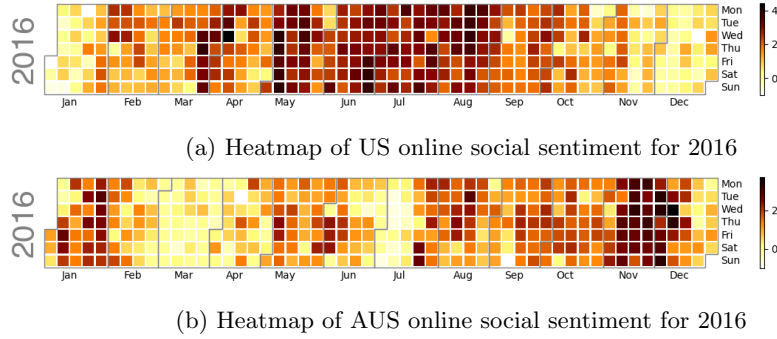 2016
Mon
Tue
Wed
Thu
Fri
Sat
Sun
Jan Feb Mar Apr May Jun Jul Aug Sep Oct Nov Dec
4
2
0
(a) Heatmap of US online social sentiment for 2016
2016
Mon
Tue
Wed
Thu
Fri
Sat
Sun
Jan Feb Mar Apr May Jun Jul Aug Sep Oct Nov Dec
2
0
(b) Heatmap of AUS online social sentiment for 2016